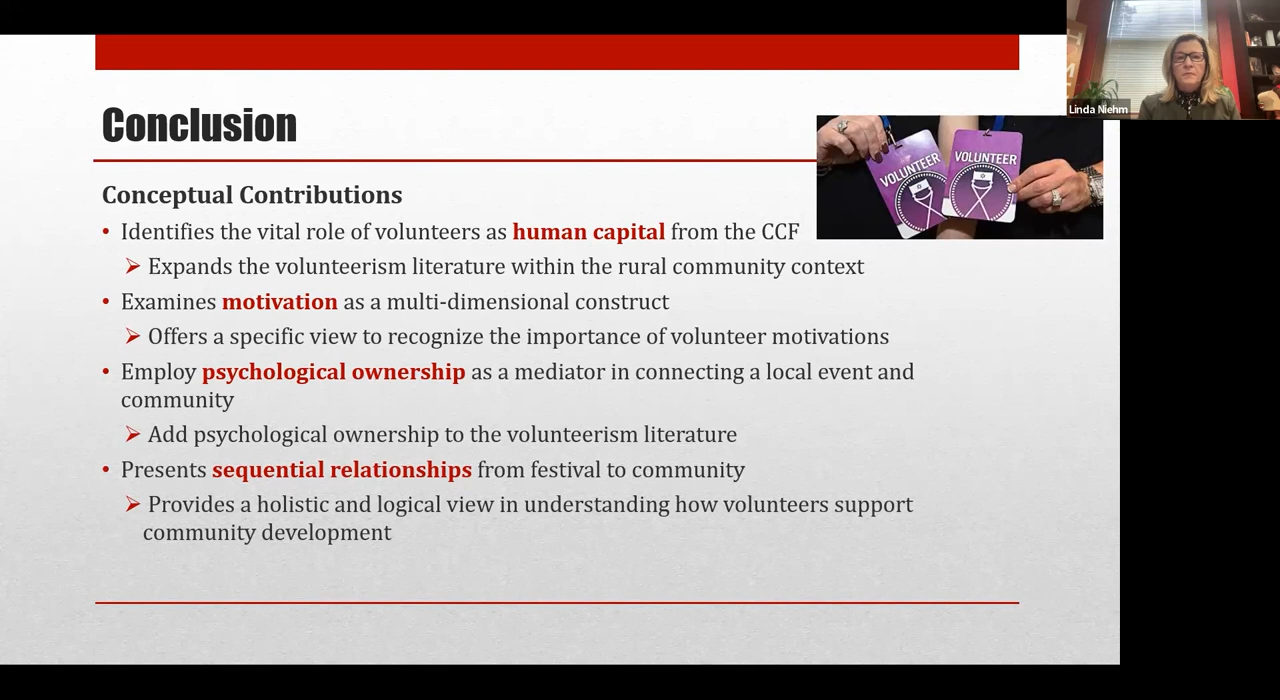 Linda Niehm
Conclusion
VOLUNTEER
VOLUNTEER
Conceptual Contributions
• Identifies the vital role of volunteers as human capital from the CCF
➢ Expands the volunteerism literature within the rural community context
• Examines motivation as a multi-dimensional construct
➢ Offers a specific view to recognize the importance of volunteer motivations
• Employ psychological ownership as a mediator in connecting a local event and
community
➢ Add psychological ownership to the volunteerism literature
• Presents sequential relationships from festival to community
➢ Provides a holistic and logical view in understanding how volunteers support
community development